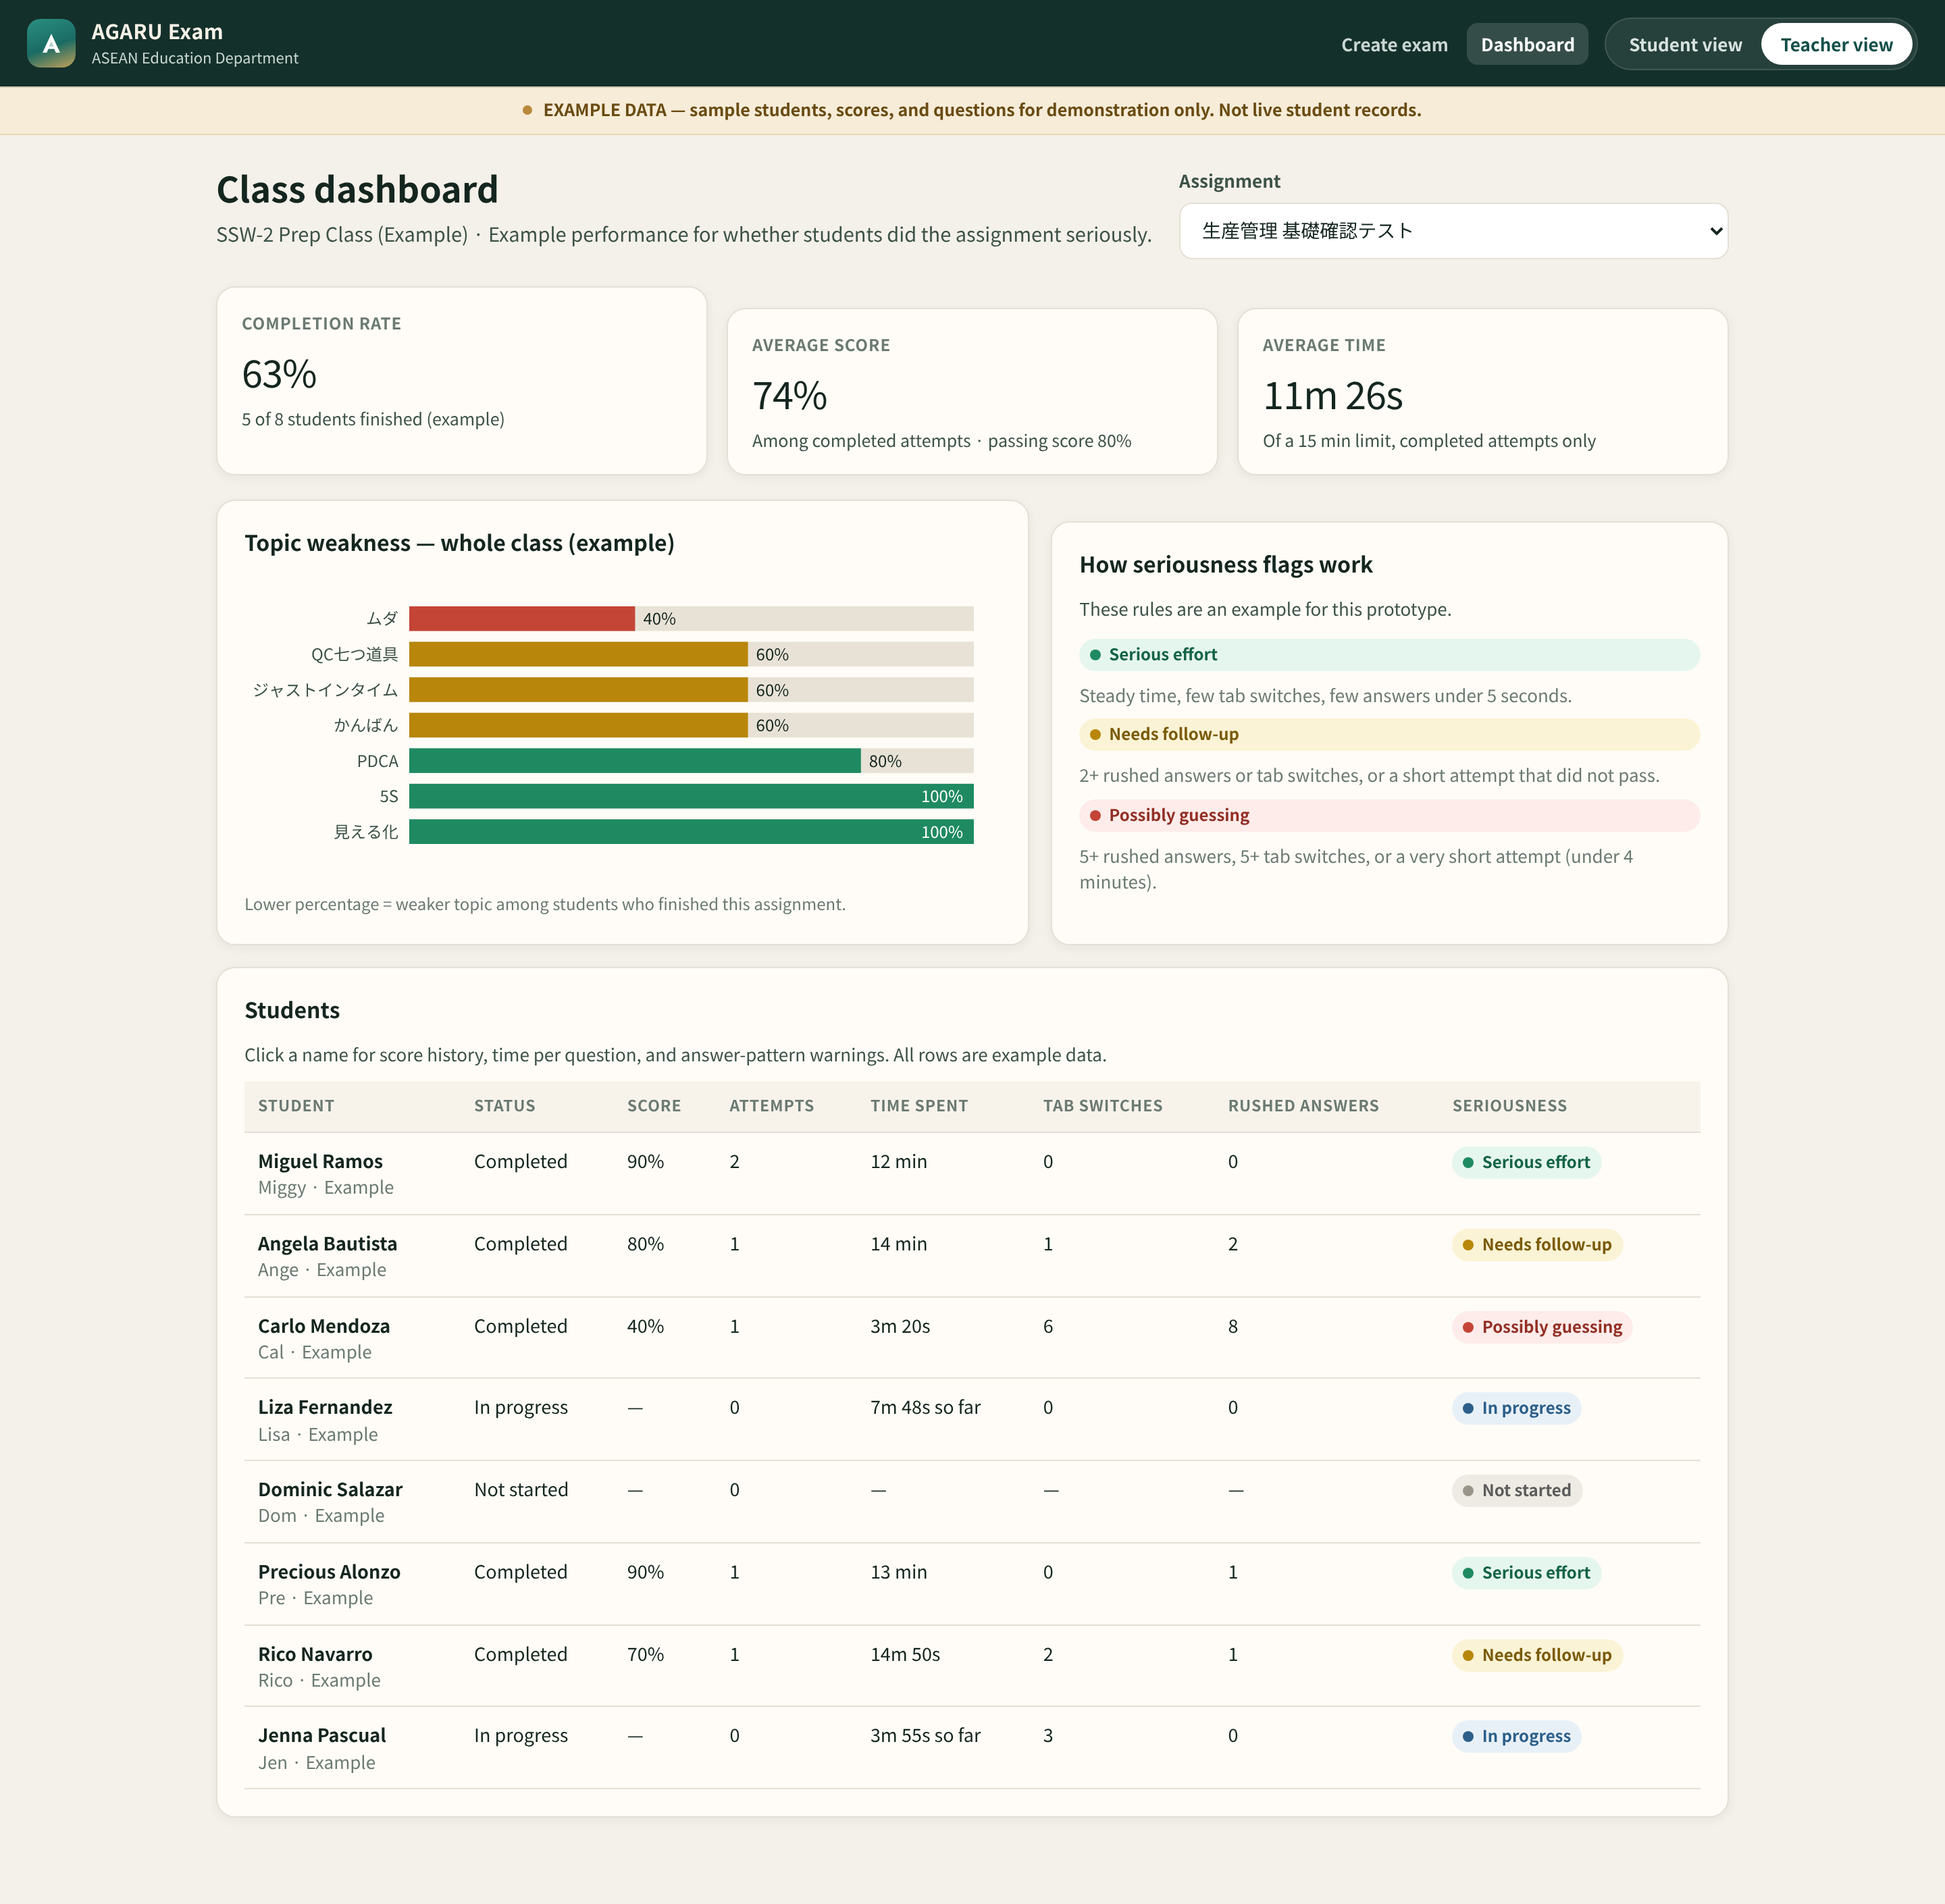 A
AGARU Exam
ASEAN Education Department
Create exam
Dashboard
Student view
Teacher view
EXAMPLE DATA — sample students, scores, and questions for demonstration only. Not live student records.
Class dashboard
SSW-2 Prep Class (Example) · Example performance for whether students did the assignment seriously.
Assignment
生産管理 基礎確認テスト
COMPLETION RATE
63%
5 of 8 students finished (example)
AVERAGE SCORE
74%
Among completed attempts · passing score 80%
AVERAGE TIME
11m 26s
Of a 15 min limit, completed attempts only
Topic weakness — whole class (example)
ムダ 40%
QC七つ道具 60%
ジャストインタイム 60%
かんばん 60%
PDCA 80%
5S 100%
見える化 100%
Lower percentage = weaker topic among students who finished this assignment.
How seriousness flags work
These rules are an example for this prototype.
Serious effort
Steady time, few tab switches, few answers under 5 seconds.
Needs follow-up
2+ rushed answers or tab switches, or a short attempt that did not pass.
Possibly guessing
5+ rushed answers, 5+ tab switches, or a very short attempt (under 4
minutes).
Students
Click a name for score history, time per question, and answer-pattern warnings. All rows are example data.
STUDENT STATUS SCORE ATTEMPTS TIME SPENT TAB SWITCHES RUSHED ANSWERS SERIOUSNESS
Miguel Ramos Completed 90% 2 12 min 0 0 Serious effort
Miggy · Example
Angela Bautista Completed 80% 1 14 min 1 2 Needs follow-up
Ange · Example
Carlo Mendoza Completed 40% 1 3m 20s 6 8 Possibly guessing
Cal · Example
Liza Fernandez In progress — 0 7m 48s so far 0 0 In progress
Lisa · Example
Dominic Salazar Not started — 0 — — — Not started
Dom · Example
Precious Alonzo Completed 90% 1 13 min 0 1 Serious effort
Pre · Example
Rico Navarro Completed 70% 1 14m 50s 2 1 Needs follow-up
Rico · Example
Jenna Pascual In progress — 0 3m 55s so far 3 0 In progress
Jen · Example